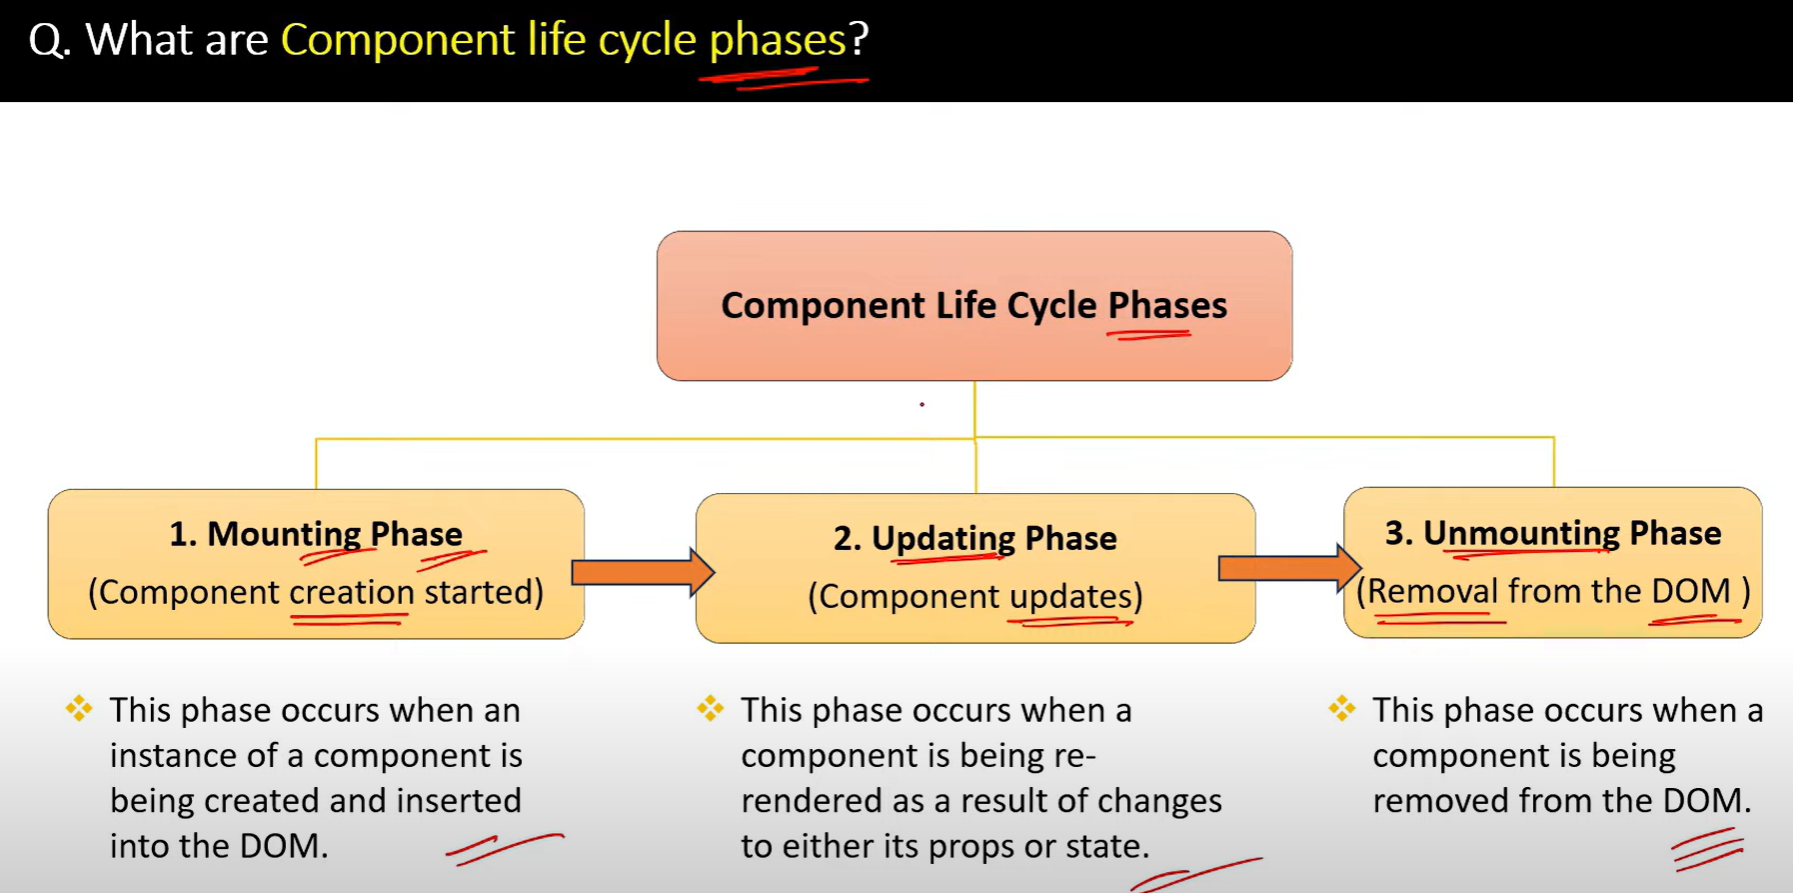 Q. What are Component life cycle phases?
Component Life Cycle Phases
1. Mounting Phase
(Component creation started)
2. Updating Phase
(Component updates)
3. Unmounting Phase
(Removal from the DOM )
This phase occurs when an
instance of a component is
being created and inserted
into the DOM.
This phase occurs when a
component is being re-
rendered as a result of changes
to either its props or state.
This phase occurs when a
component is being
removed from the DOM.